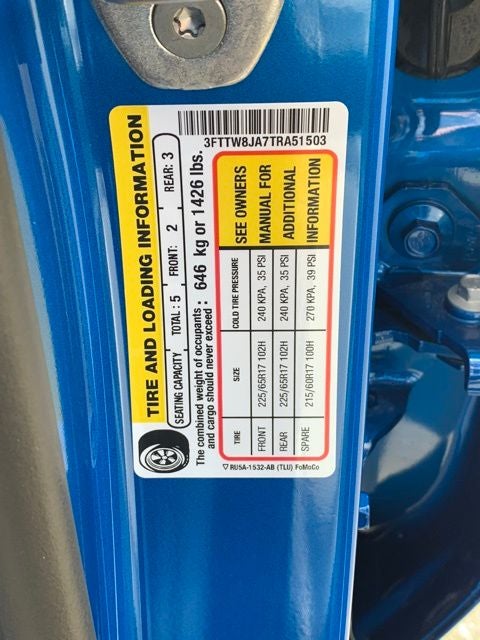 3FTTW8JA7TRA51503
TIRE AND LOADING INFORMATION
SEATING CAPACITY TOTAL : 5 FRONT: 2 REAR: 3
The combined weight of occupants : 646 kg or 1426 lbs.
and cargo should never exceed :
TIRE SIZE COLD TIRE PRESSURE SEE OWNERS
FRONT 225/65R17 102H 240 KPA, 35 PSI MANUAL FOR
REAR 225/65R17 102H 240 KPA, 35 PSI ADDITIONAL
SPARE 215/60R17 100H 270 KPA, 39 PSI INFORMATION
RU5A-1532-AB (TLU) FoMoCo